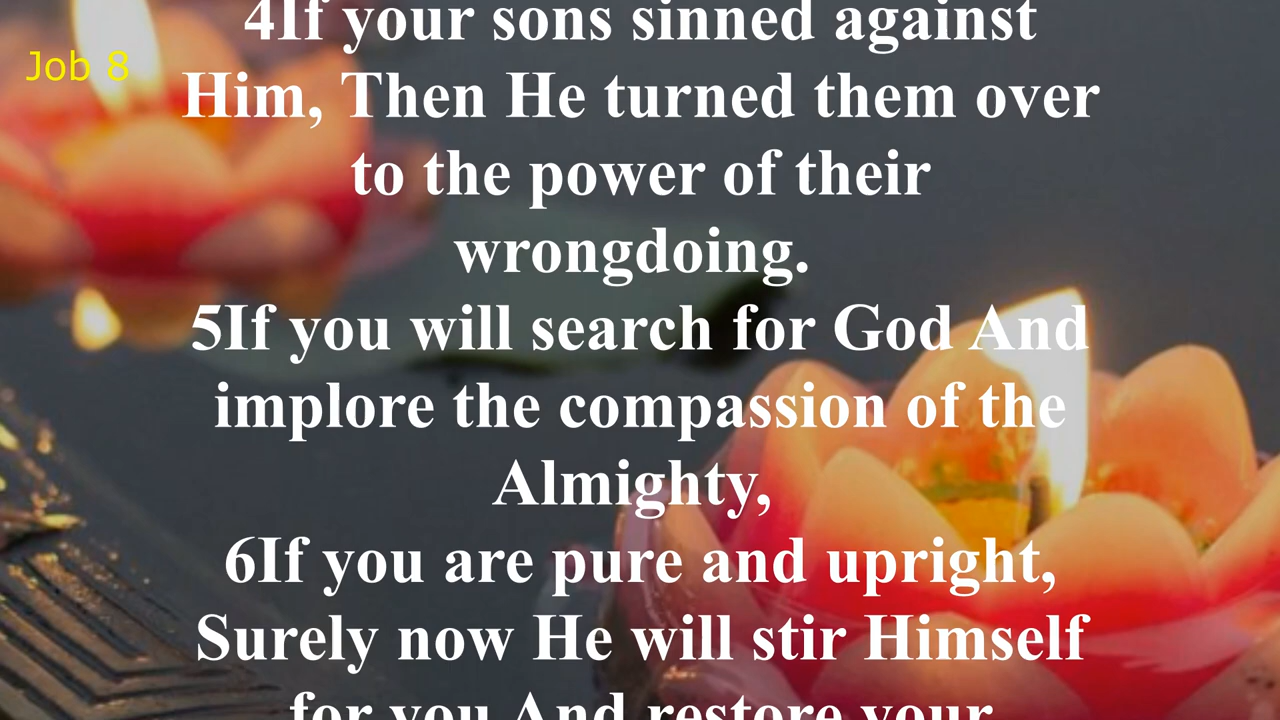 Job 8
4If your sons sinned against
Him, Then He turned them over
to the power of their
wrongdoing.
5If you will search for God And
implore the compassion of the
Almighty,
6If you are pure and upright,
Surely now He will stir Himself
for you And restore your